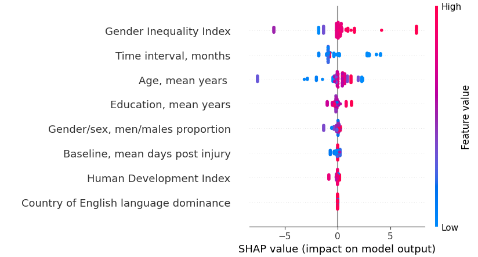 High
Gender Inequality Index
Time interval, months
Age, mean years
Education, mean years
Gender/sex, men/males proportion
Baseline, mean days post injury
Human Development Index
Country of English language dominance
Feature value
Low
−5 0 5
SHAP value (impact on model output)